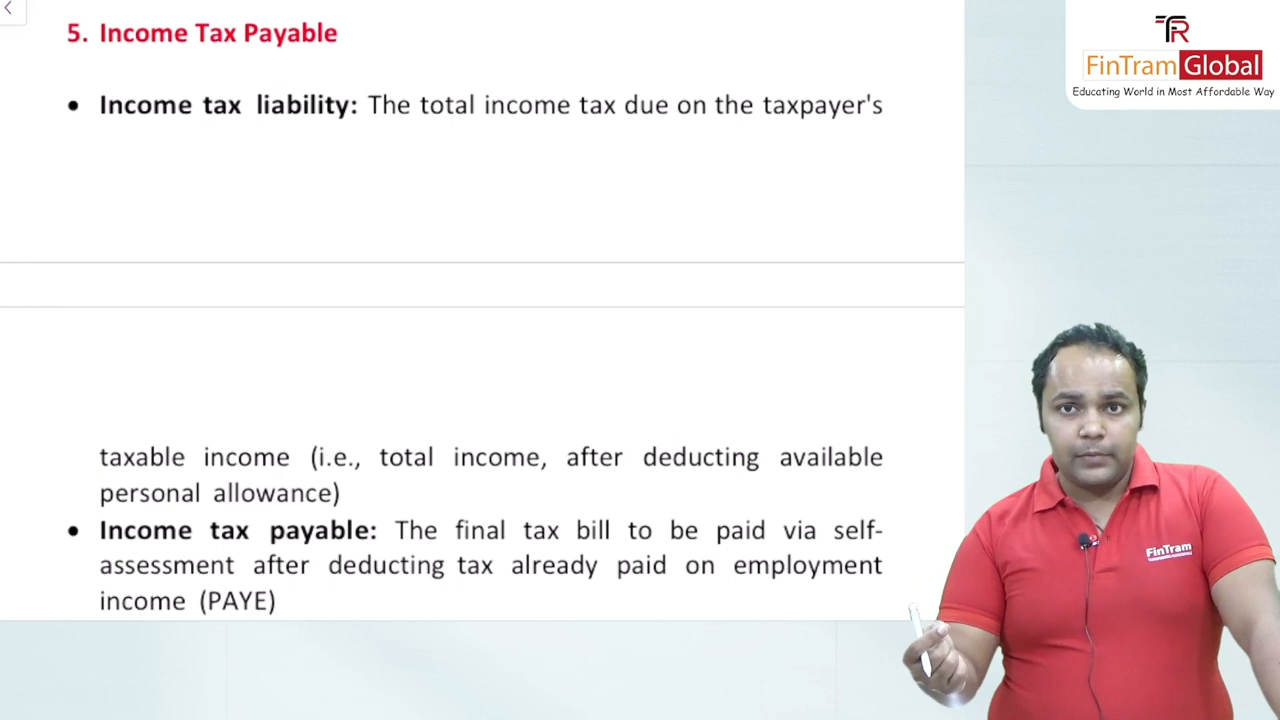 5. Income Tax Payable
• Income tax liability: The total income tax due on the taxpayer's
taxable income (i.e., total income, after deducting available
personal allowance)
• Income tax payable: The final tax bill to be paid via self-
assessment after deducting tax already paid on employment
income (PAYE)
FinTram Global
Educating World in Most Affordable Way
FinTram